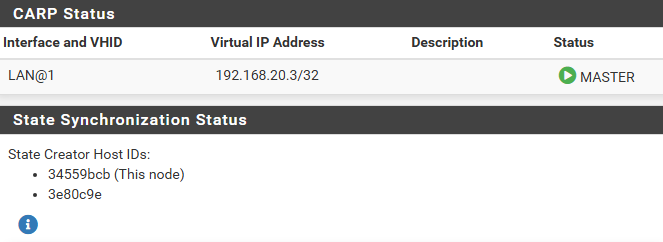 CARP Status
Interface and VHID Virtual IP Address Description Status
LAN@1 192.168.20.3/32 MASTER
State Synchronization Status
State Creator Host IDs:
34559bcb (This node)
3e80c9e